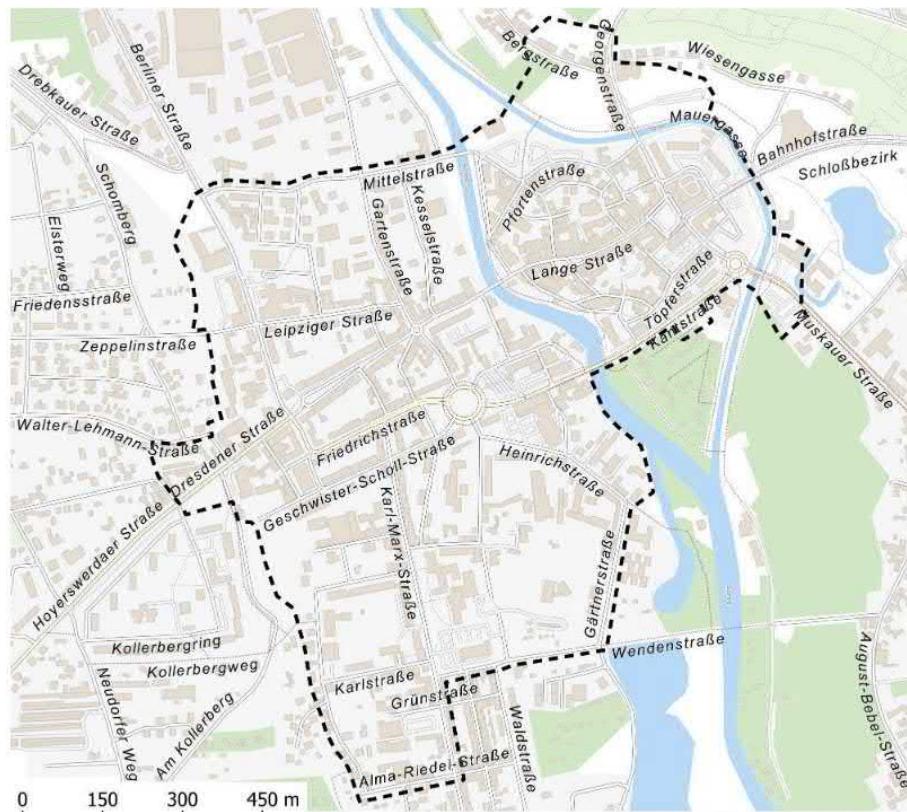 Bergstraße
Georgenstraße
Wiesengasse
Drebkauer Straße
Berliner Straße
Mauergasse
Bahnhofstraße
Schloßbezirk
Schomberg
Mittelstraße
Kesselstraße
Gartenstraße
Pfortenstraße
Elsterweg
Lange Straße
Töpferstraße
Friedensstraße
Leipziger Straße
Karlstraße
Muskauer Straße
Zeppelinstraße
Walter-Lehmann-Straße
Dresdener Straße
Friedrichstraße
Heinrichstraße
Geschwister-Scholl-Straße
Karl-Marx-Straße
Hoyerswerdaer Straße
Gärtnerstraße
Kollerbergring
Wendenstraße
Kollerbergweg
Karlstraße
Grünstraße
Neudorfer Weg
Am Kollerberg
Waldstraße
August-Bebel-Straße
Alma-Riedel-Straße
0 150 300 450 m